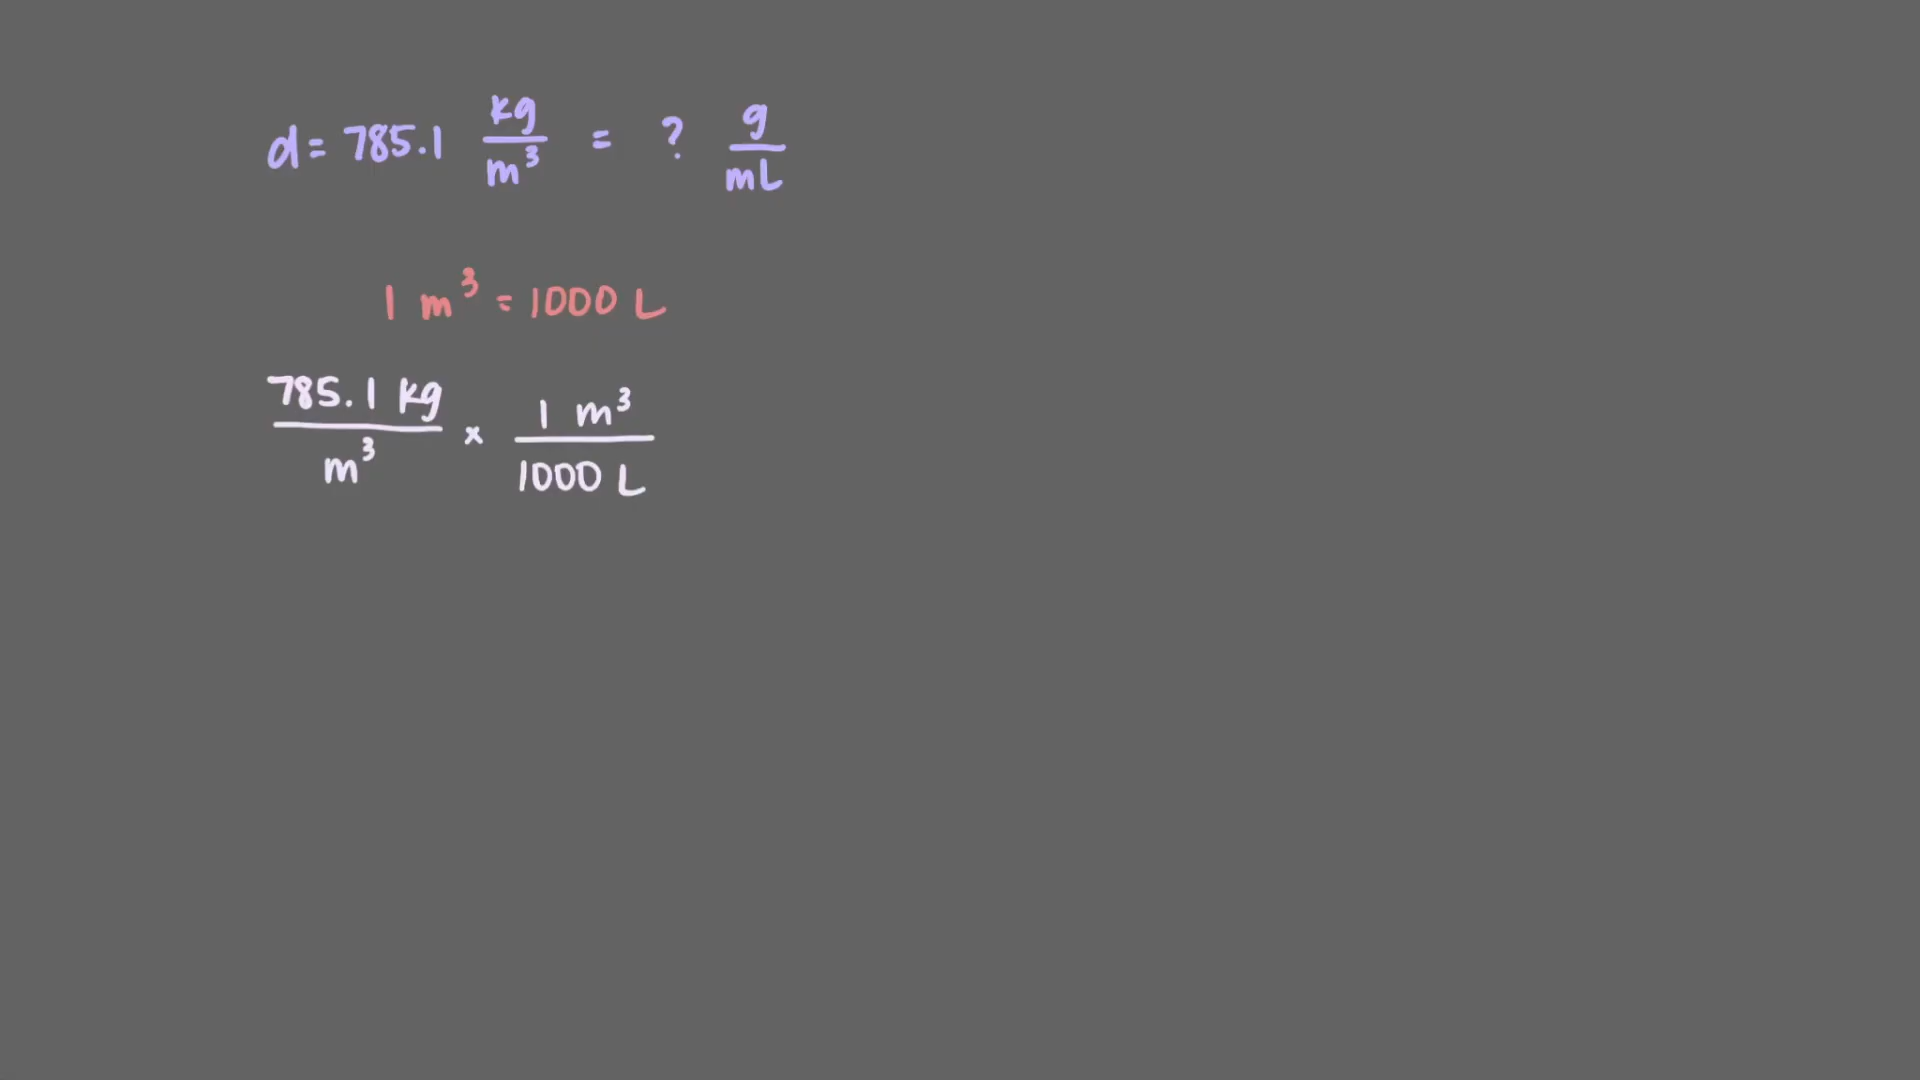 d = 785.1 kg/m³ = ? g/mL
1 m³ = 1000 L
785.1 kg/m³ × 1 m³/1000 L